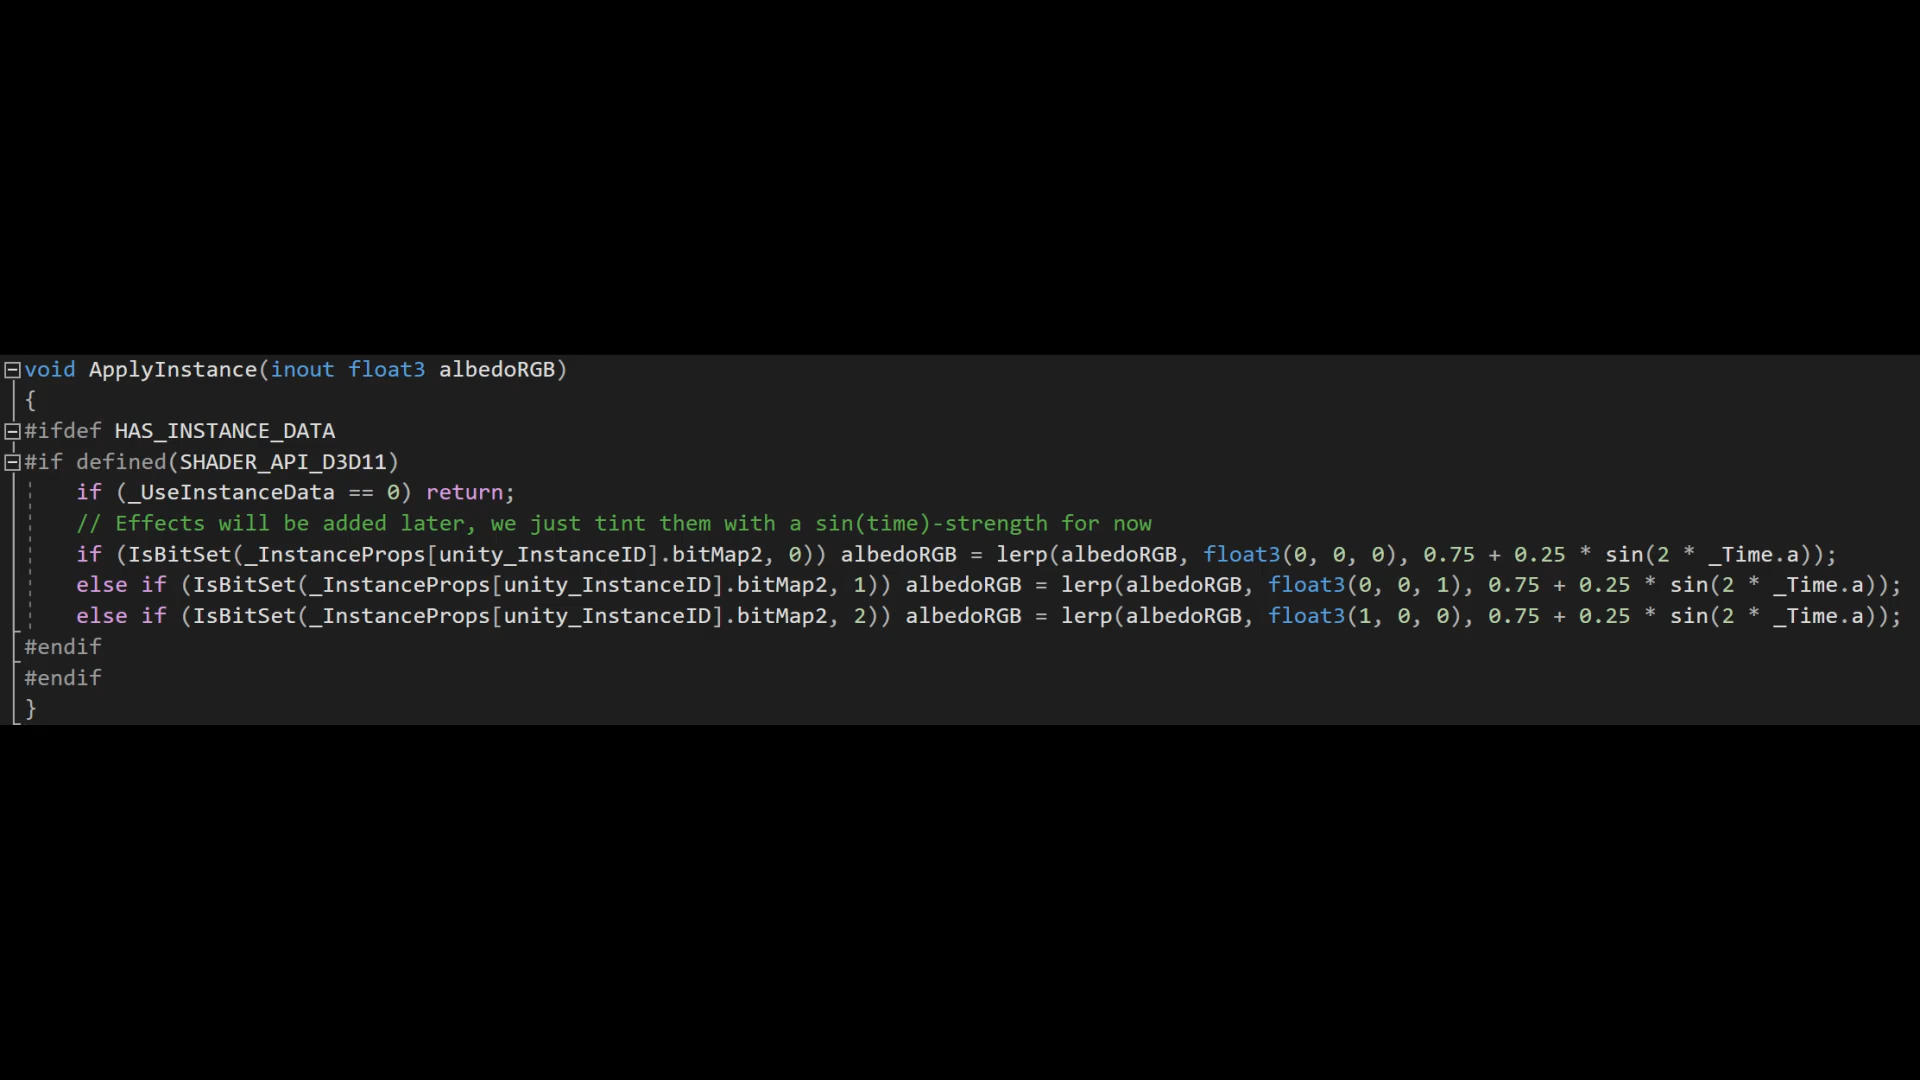 void ApplyInstance(inout float3 albedoRGB)
{
#ifdef HAS_INSTANCE_DATA
#if defined(SHADER_API_D3D11)
if (_UseInstanceData == 0) return;
// Effects will be added later, we just tint them with a sin(time)-strength for now
if (IsBitSet(_InstanceProps[unity_InstanceID].bitMap2, 0)) albedoRGB = lerp(albedoRGB, float3(0, 0, 0), 0.75 + 0.25 * sin(2 * _Time.a));
else if (IsBitSet(_InstanceProps[unity_InstanceID].bitMap2, 1)) albedoRGB = lerp(albedoRGB, float3(0, 0, 1), 0.75 + 0.25 * sin(2 * _Time.a));
else if (IsBitSet(_InstanceProps[unity_InstanceID].bitMap2, 2)) albedoRGB = lerp(albedoRGB, float3(1, 0, 0), 0.75 + 0.25 * sin(2 * _Time.a));
#endif
#endif
}